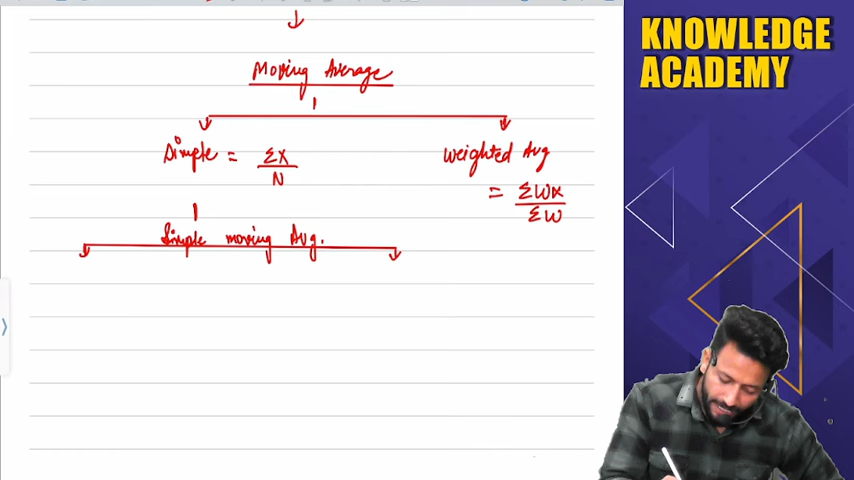 KNOWLEDGE
ACADEMY
Moving Average
Simple = ΣX / N
Weighted Avg
= ΣWX / ΣW
Simple moving Avg.